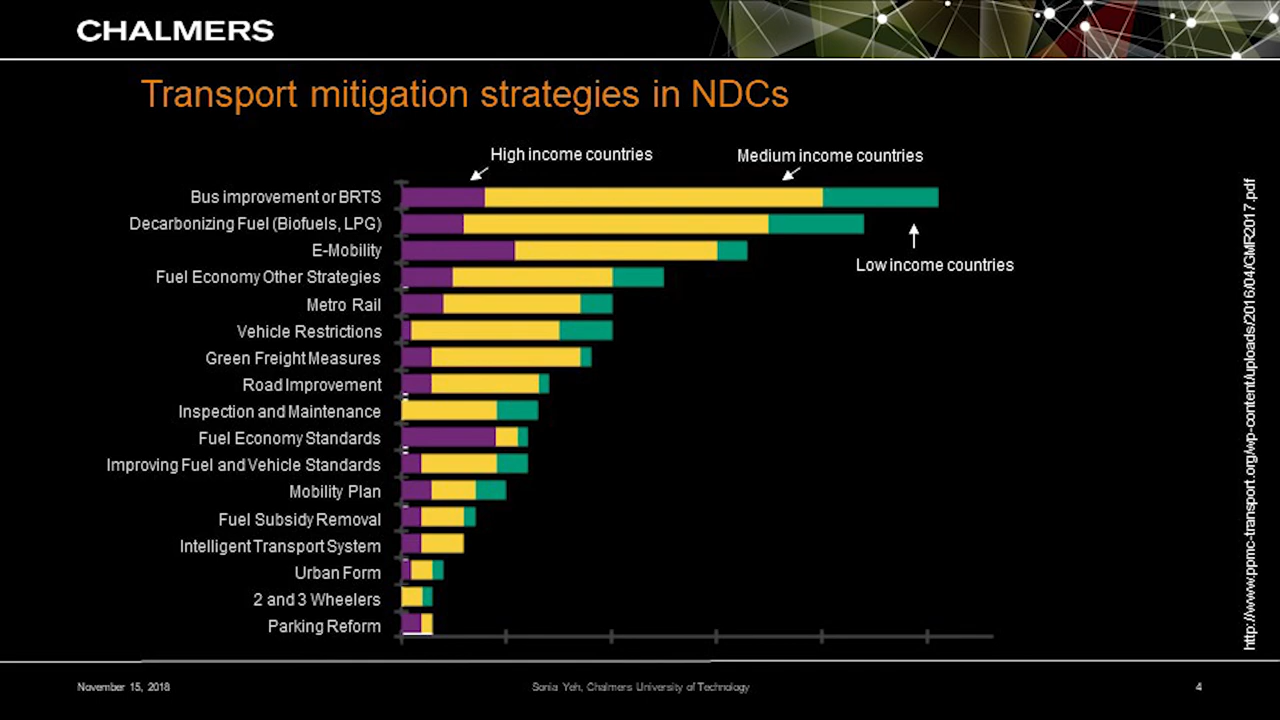 CHALMERS
Transport mitigation strategies in NDCs
High income countries
Medium income countries
Bus improvement or BRTS
Decarbonizing Fuel (Biofuels, LPG)
E-Mobility
Low income countries
Fuel Economy Other Strategies
Metro Rail
Vehicle Restrictions
Green Freight Measures
Road Improvement
Inspection and Maintenance
Fuel Economy Standards
Improving Fuel and Vehicle Standards
Mobility Plan
Fuel Subsidy Removal
Intelligent Transport System
Urban Form
2 and 3 Wheelers
Parking Reform
http://www.ppmc-transport.org/wp-content/uploads/2016/04/GMR2017.pdf
November 15, 2018
Sonia Yeh, Chalmers University of Technology
4